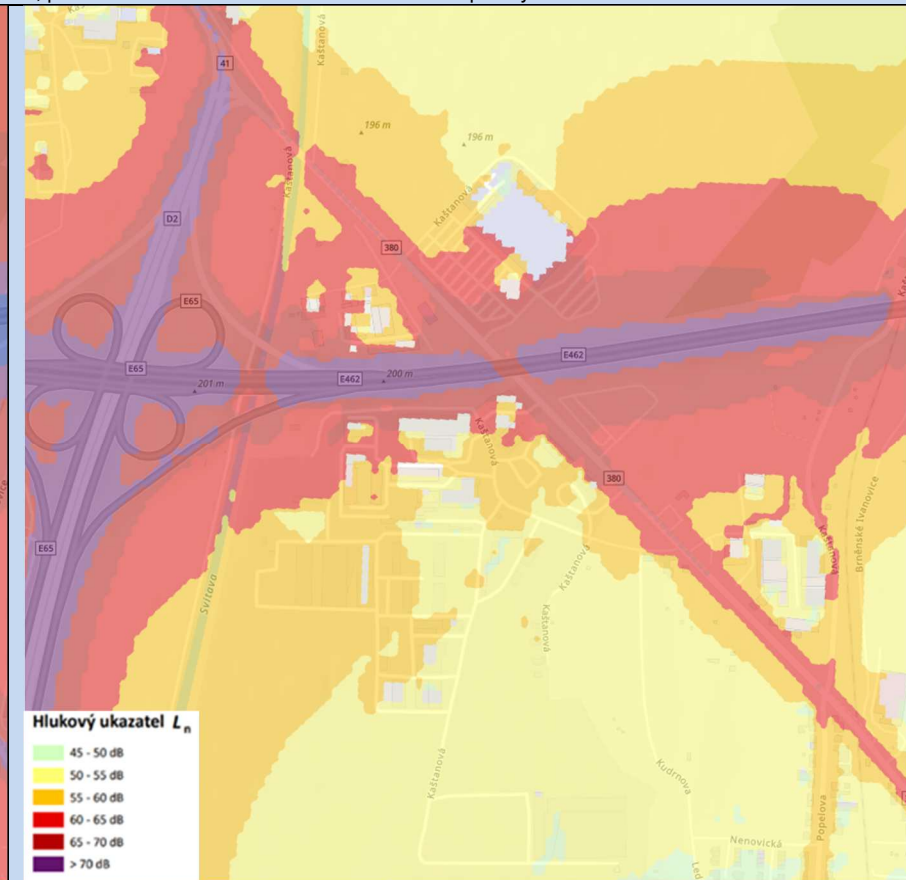 Kaštanová
41
196 m
196 m
Kaštanová
Kaštanová
D2
380
E65
E462
E65
E462
200 m
201 m
Kaštanová
380
E65
Brněnské Ivanovice
Kaštanová
Kaštanová
Kaštanová
Svitava
Kaštanová
Kudrnova
Popelova
Nenovická
Led
Hlukový ukazatel Ln
45 - 50 dB
50 - 55 dB
55 - 60 dB
60 - 65 dB
65 - 70 dB
> 70 dB